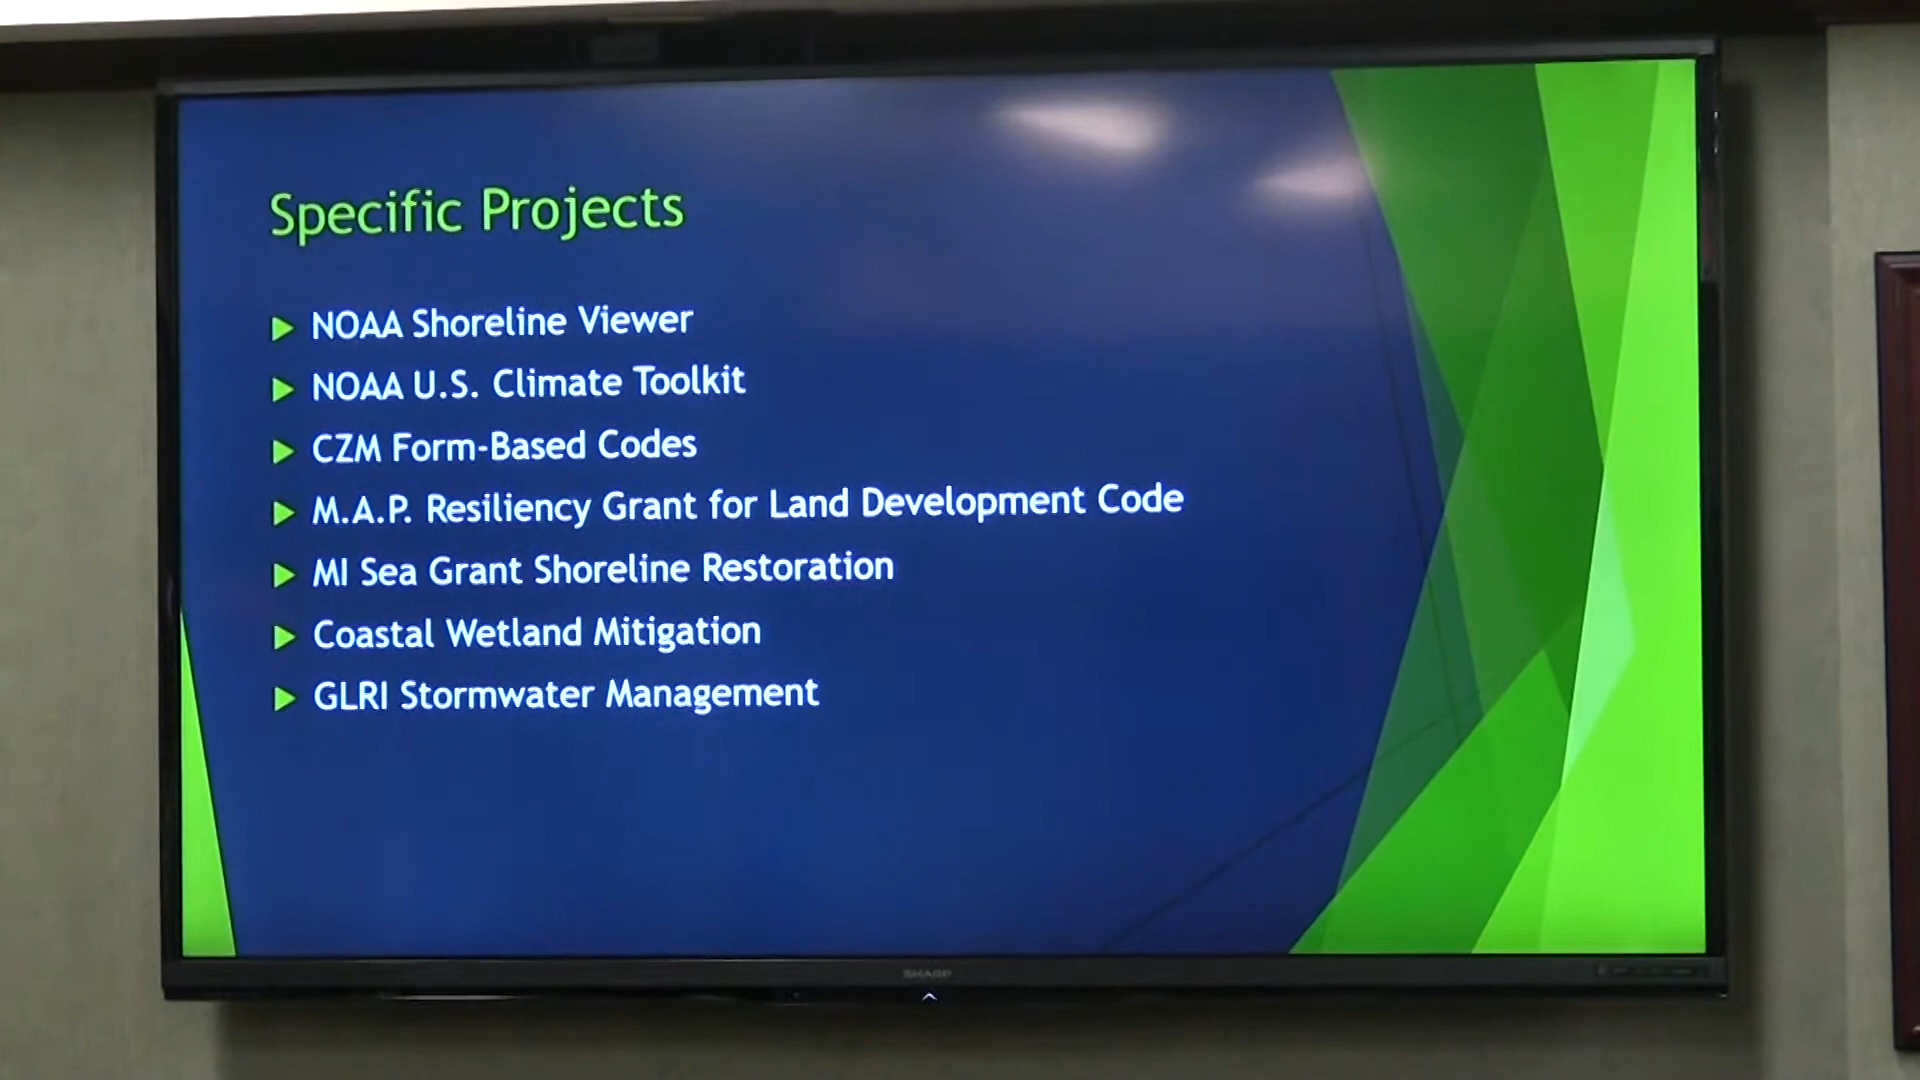 Specific Projects
NOAA Shoreline Viewer
NOAA U.S. Climate Toolkit
CZM Form-Based Codes
M.A.P. Resiliency Grant for Land Development Code
MI Sea Grant Shoreline Restoration
Coastal Wetland Mitigation
GLRI Stormwater Management
SHARP